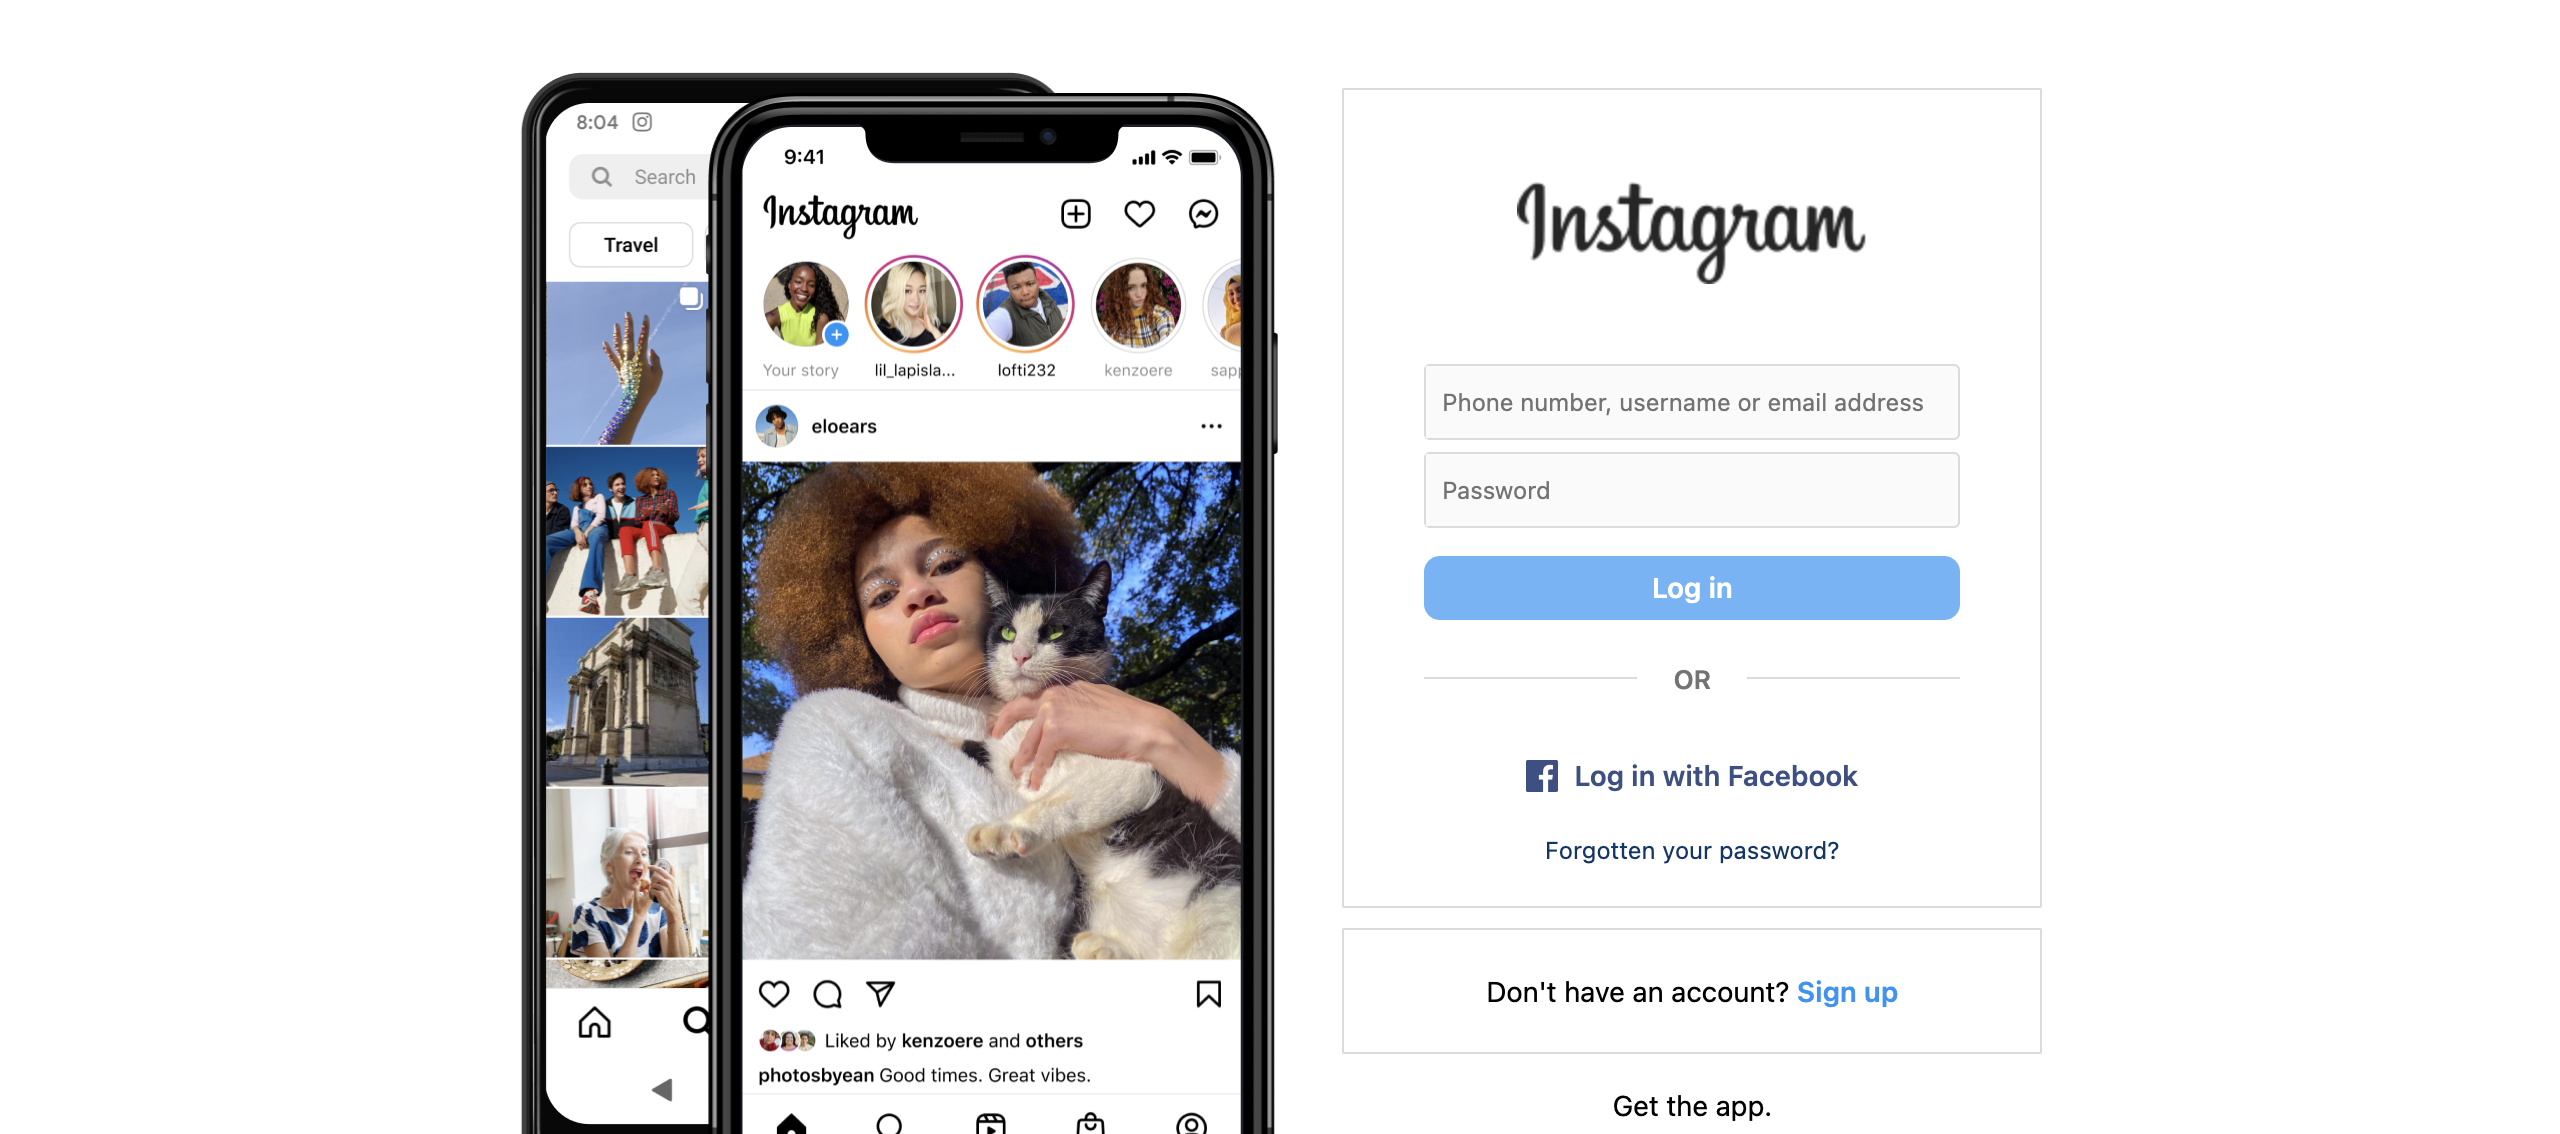 8:04
Search
Travel
9:41
Instagram
Your story
lil_lapisla...
lofti232
kenzoere
sapp
eloears
Liked by kenzoere and others
photosbyean Good times. Great vibes.
Instagram
Phone number, username or email address
Password
Log in
OR
Log in with Facebook
Forgotten your password?
Don't have an account? Sign up
Get the app.